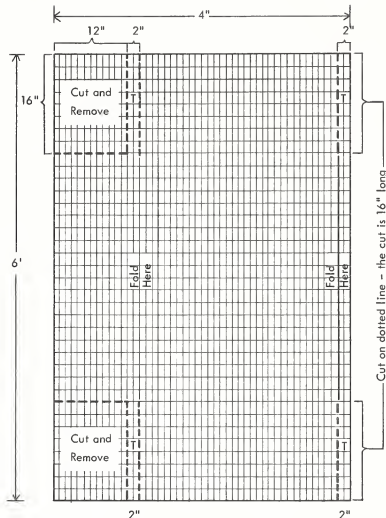 4"
12" 2" 2"
16"
Cut and
Remove
T
T
6'
Fold
Here
Fold
Here
Cut on dotted line - the cut is 16" long
Cut and
Remove
T
T
2" 2"